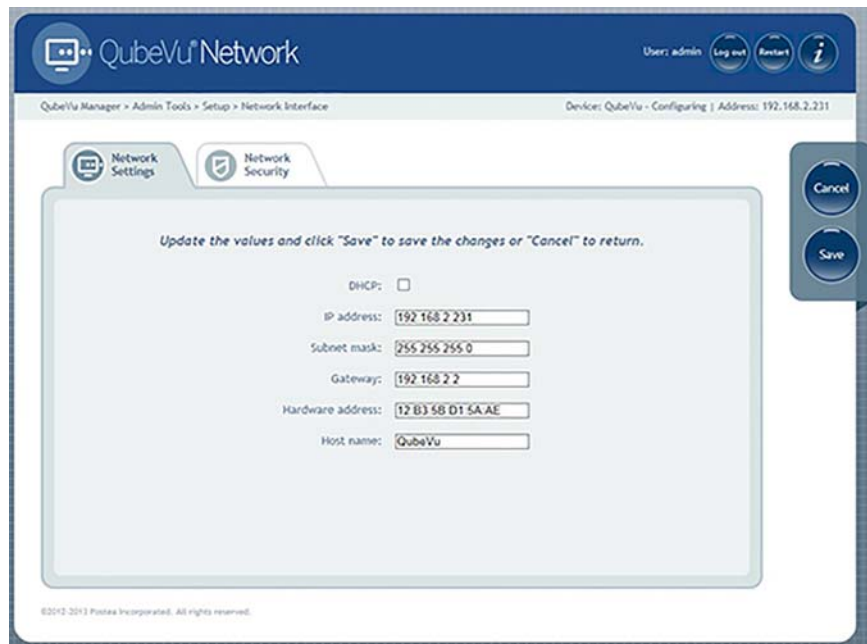 QubeVu® Network
User: admin
Log out
Restart
i
QubeVu Manager > Admin Tools > Setup > Network Interface
Device: QubeVu - Configuring | Address: 192.168.2.231
Network Settings
Network Security
Cancel
Save
Update the values and click "Save" to save the changes or "Cancel" to return.
DHCP:
IP address: 192.168.2.231
Subnet mask: 255.255.255.0
Gateway: 192.168.2.2
Hardware address: 12:B3:5B:D1:5A:AE
Host name: QubeVu
©2012-2013 Postea Incorporated. All rights reserved.